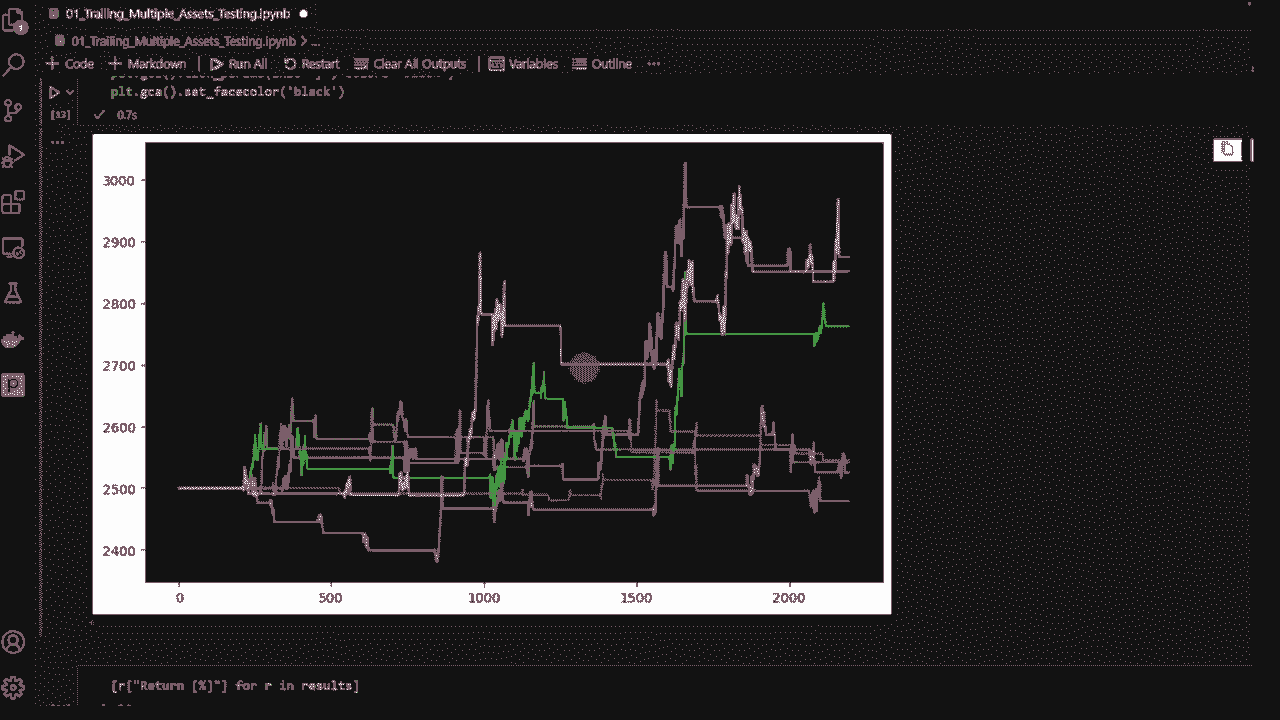 01_Trailing_Multiple_Assets_Testing.ipynb
01_Trailing_Multiple_Assets_Testing.ipynb > ...
+ Code + Markdown | Run All Restart Clear All Outputs | Variables Outline ...
plt.gca().set_facecolor('black')
[12] ✓ 0.7s
3000
2900
2800
2700
2600
2500
2400
0 500 1000 1500 2000
[r["Return [%]"] for r in results]